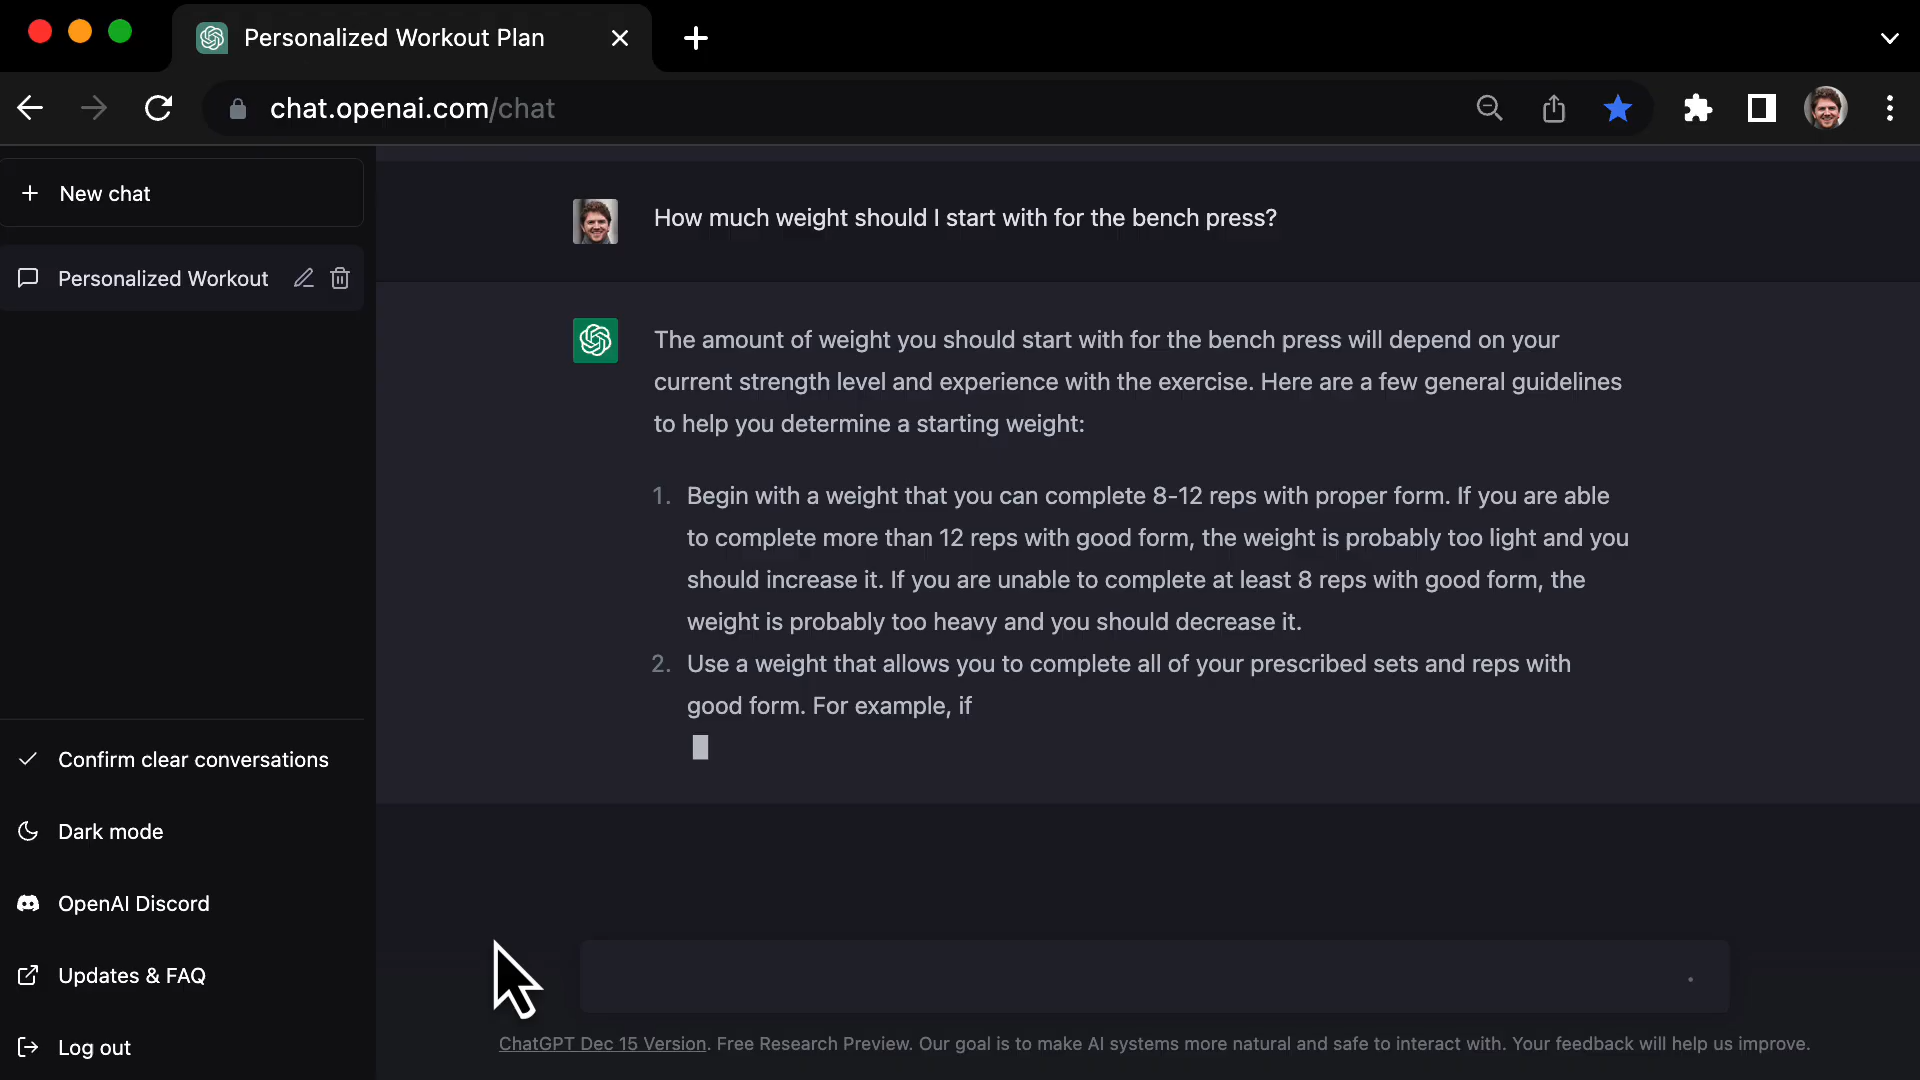 Personalized Workout Plan
chat.openai.com/chat
New chat
Personalized Workout
Confirm clear conversations
Dark mode
OpenAI Discord
Updates & FAQ
Log out
How much weight should I start with for the bench press?
The amount of weight you should start with for the bench press will depend on your
current strength level and experience with the exercise. Here are a few general guidelines
to help you determine a starting weight:
1. Begin with a weight that you can complete 8-12 reps with proper form. If you are able
to complete more than 12 reps with good form, the weight is probably too light and you
should increase it. If you are unable to complete at least 8 reps with good form, the
weight is probably too heavy and you should decrease it.
2. Use a weight that allows you to complete all of your prescribed sets and reps with
good form. For example, if
ChatGPT Dec 15 Version. Free Research Preview. Our goal is to make AI systems more natural and safe to interact with. Your feedback will help us improve.